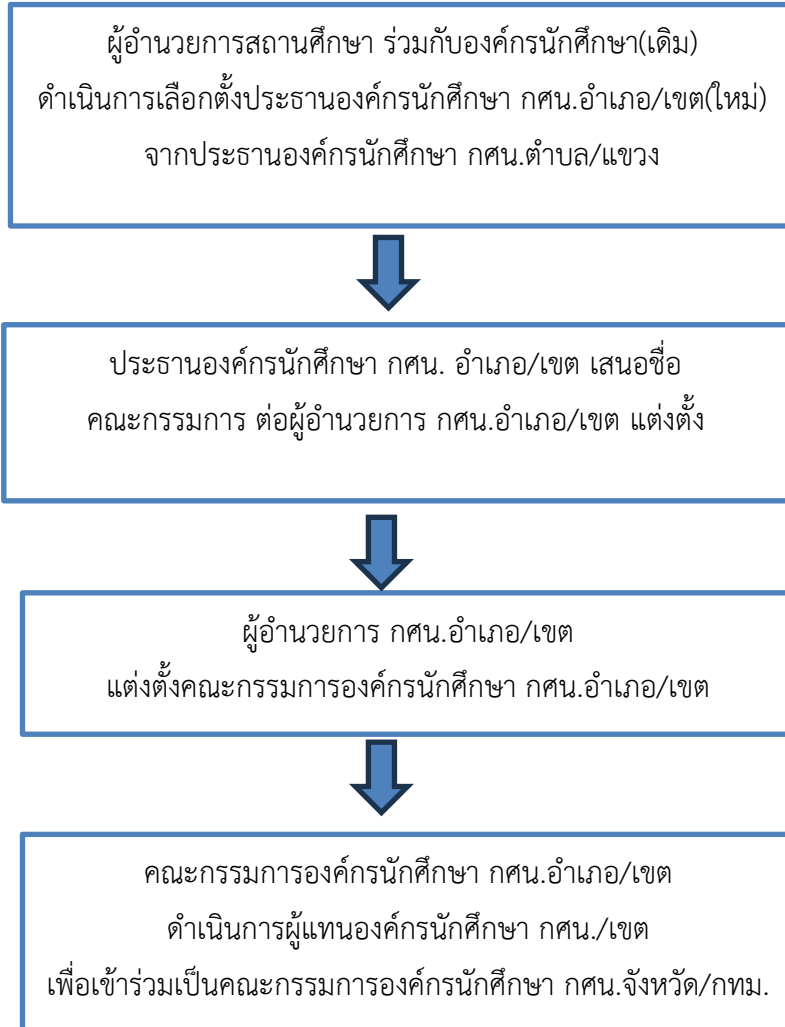 ผู้อำนวยการสถานศึกษา ร่วมกับองค์กรนักศึกษา(เดิม)
ดำเนินการเลือกตั้งประธานองค์กรนักศึกษา กศน.อำเภอ/เขต(ใหม่)
จากประธานองค์กรนักศึกษา กศน.ตำบล/แขวง
ประธานองค์กรนักศึกษา กศน. อำเภอ/เขต เสนอชื่อ
คณะกรรมการ ต่อผู้อำนวยการ กศน.อำเภอ/เขต แต่งตั้ง
ผู้อำนวยการ กศน.อำเภอ/เขต
แต่งตั้งคณะกรรมการองค์กรนักศึกษา กศน.อำเภอ/เขต
คณะกรรมการองค์กรนักศึกษา กศน.อำเภอ/เขต
ดำเนินการผู้แทนองค์กรนักศึกษา กศน./เขต
เพื่อเข้าร่วมเป็นคณะกรรมการองค์กรนักศึกษา กศน.จังหวัด/กทม.